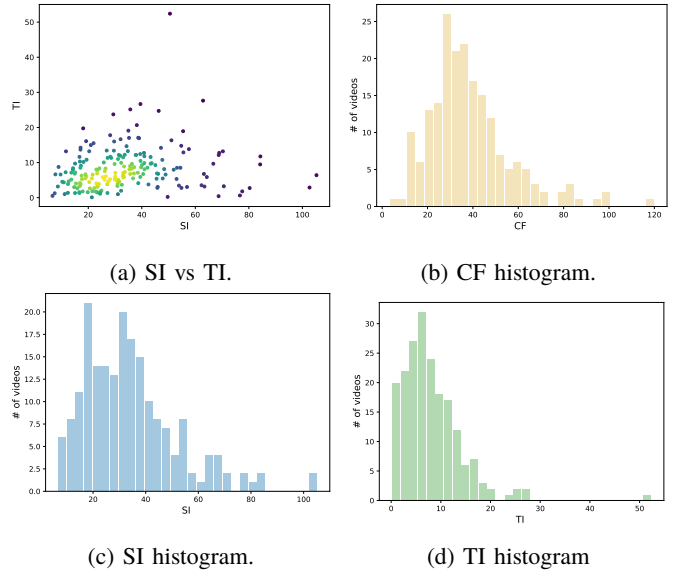 50
40
30
20
10
0
TI
20 40 60 80 100
SI
(a) SI vs TI.
25
20
15
10
5
0
# of videos
0 20 40 60 80 100 120
CF
(b) CF histogram.
20.0
17.5
15.0
12.5
10.0
7.5
5.0
2.5
0.0
# of videos
20 40 60 80 100
SI
(c) SI histogram.
30
25
20
15
10
5
0
# of videos
0 10 20 30 40 50
TI
(d) TI histogram